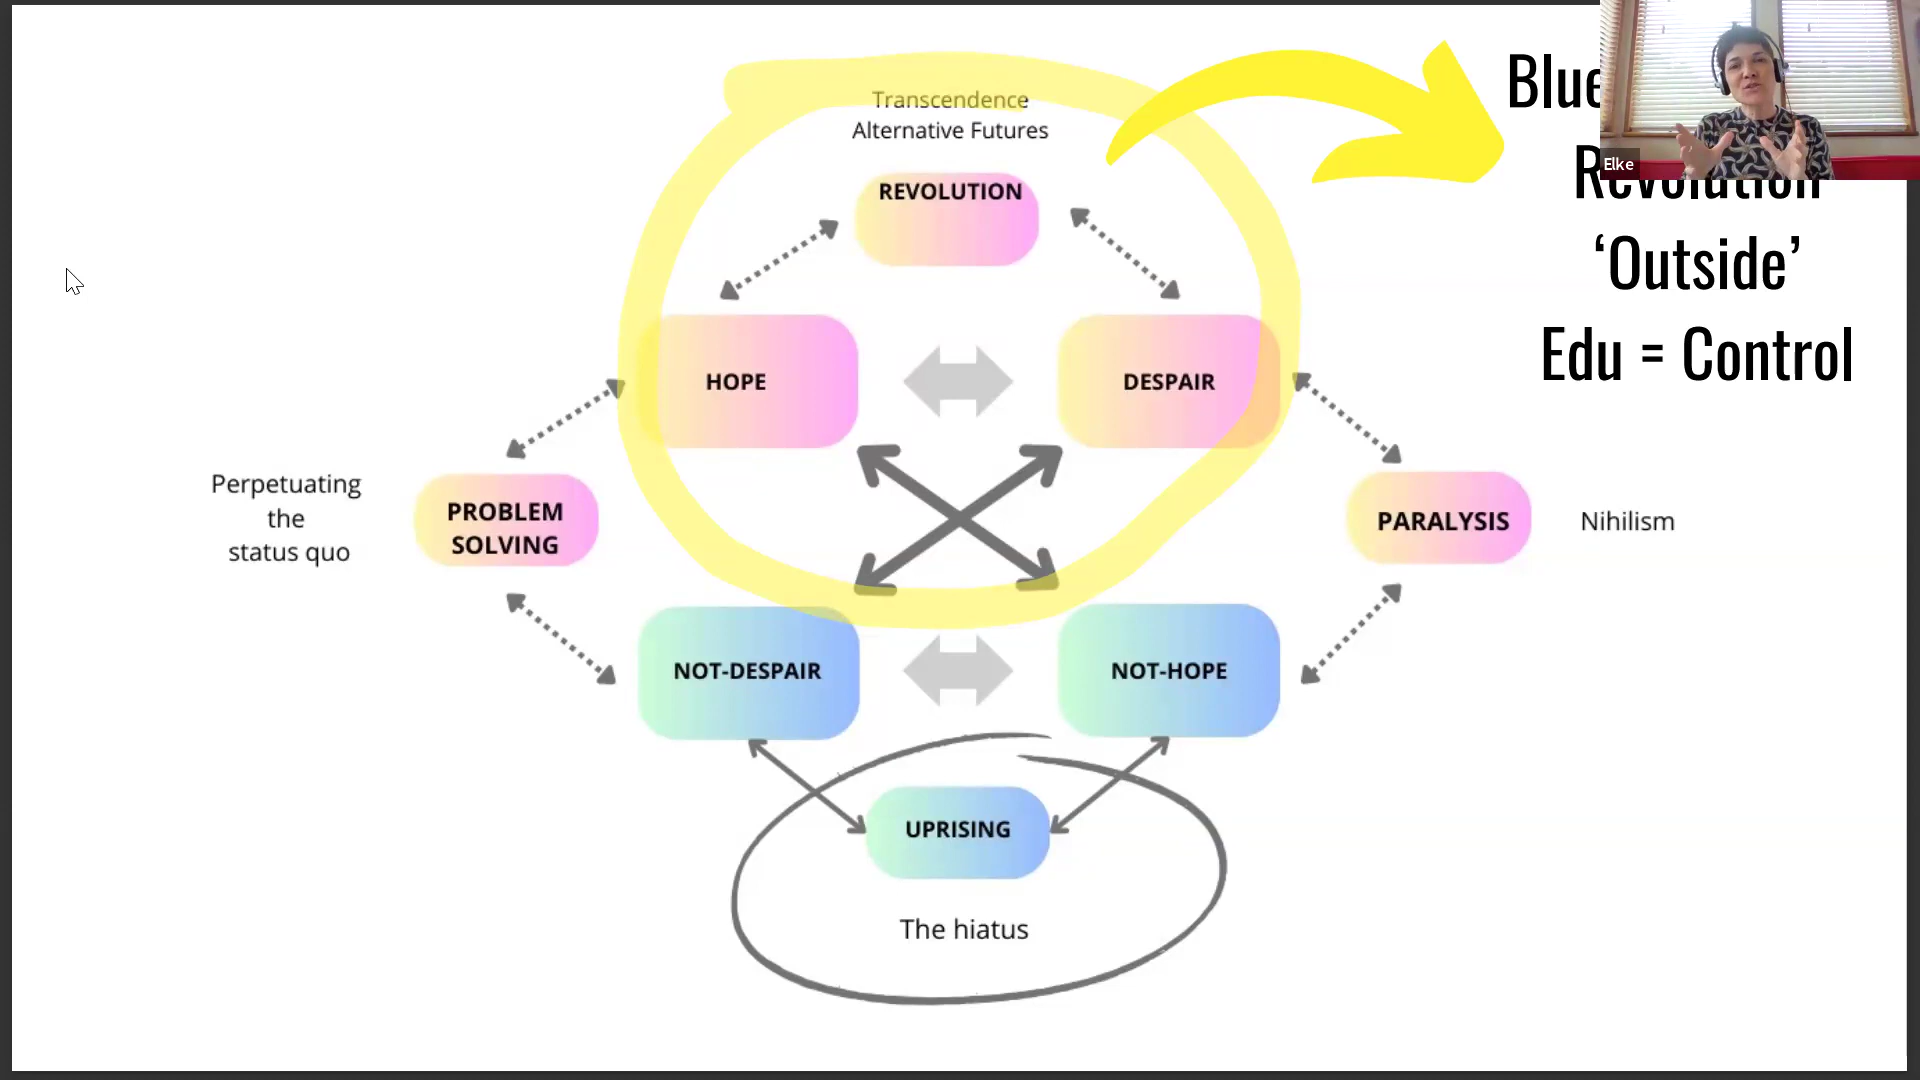 Transcendence
Alternative Futures
REVOLUTION
HOPE
DESPAIR
Perpetuating
the
status quo
PROBLEM
SOLVING
PARALYSIS
Nihilism
NOT-DESPAIR
NOT-HOPE
UPRISING
The hiatus
Revolution
‘Outside’
Edu = Control
Elke